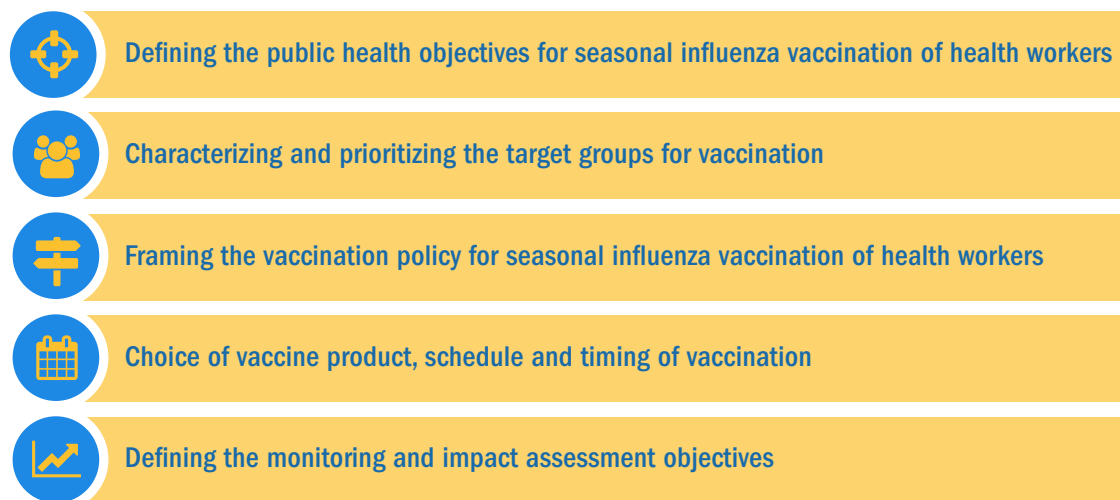 Defining the public health objectives for seasonal influenza vaccination of health workers
Characterizing and prioritizing the target groups for vaccination
Framing the vaccination policy for seasonal influenza vaccination of health workers
Choice of vaccine product, schedule and timing of vaccination
Defining the monitoring and impact assessment objectives